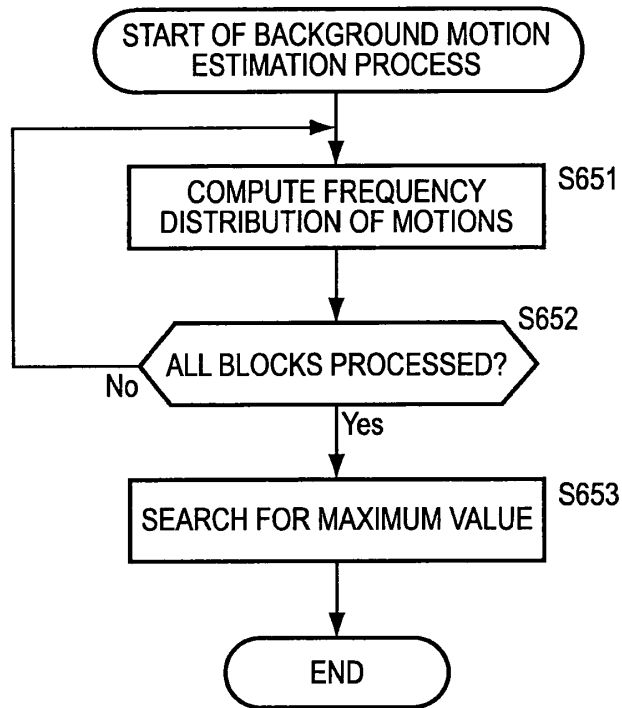 START OF BACKGROUND MOTION
ESTIMATION PROCESS
S651
COMPUTE FREQUENCY
DISTRIBUTION OF MOTIONS
S652
ALL BLOCKS PROCESSED?
No
Yes
S653
SEARCH FOR MAXIMUM VALUE
END